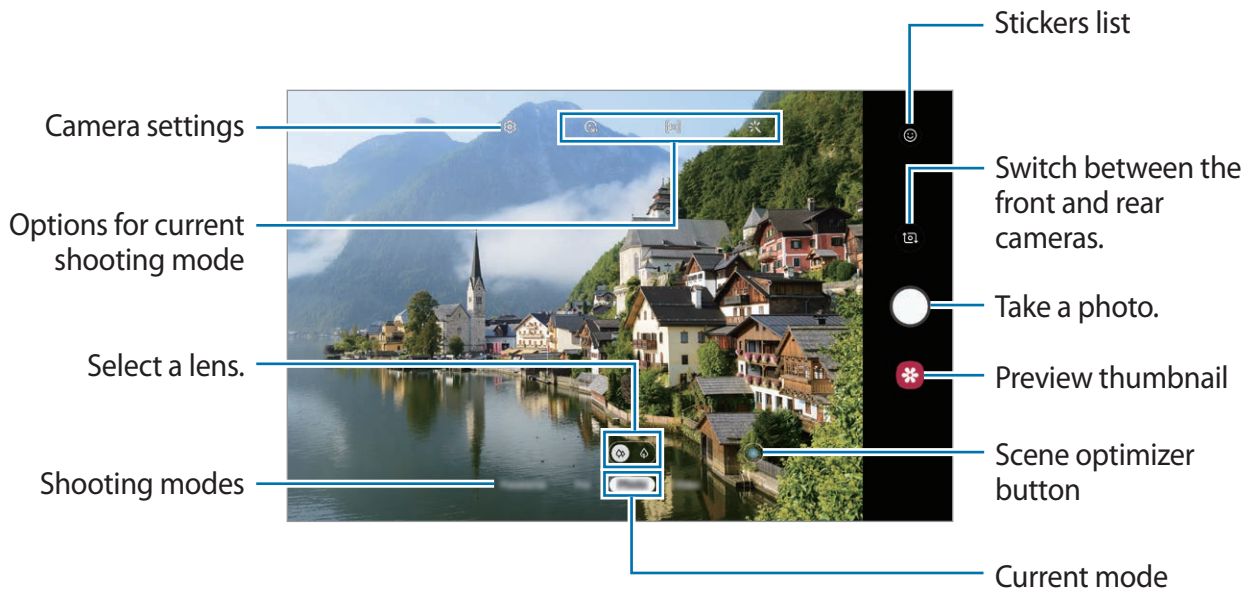 Stickers list
Camera settings
Switch between the
front and rear
cameras.
Options for current
shooting mode
Take a photo.
Select a lens.
Preview thumbnail
Scene optimizer
button
Shooting modes
Current mode